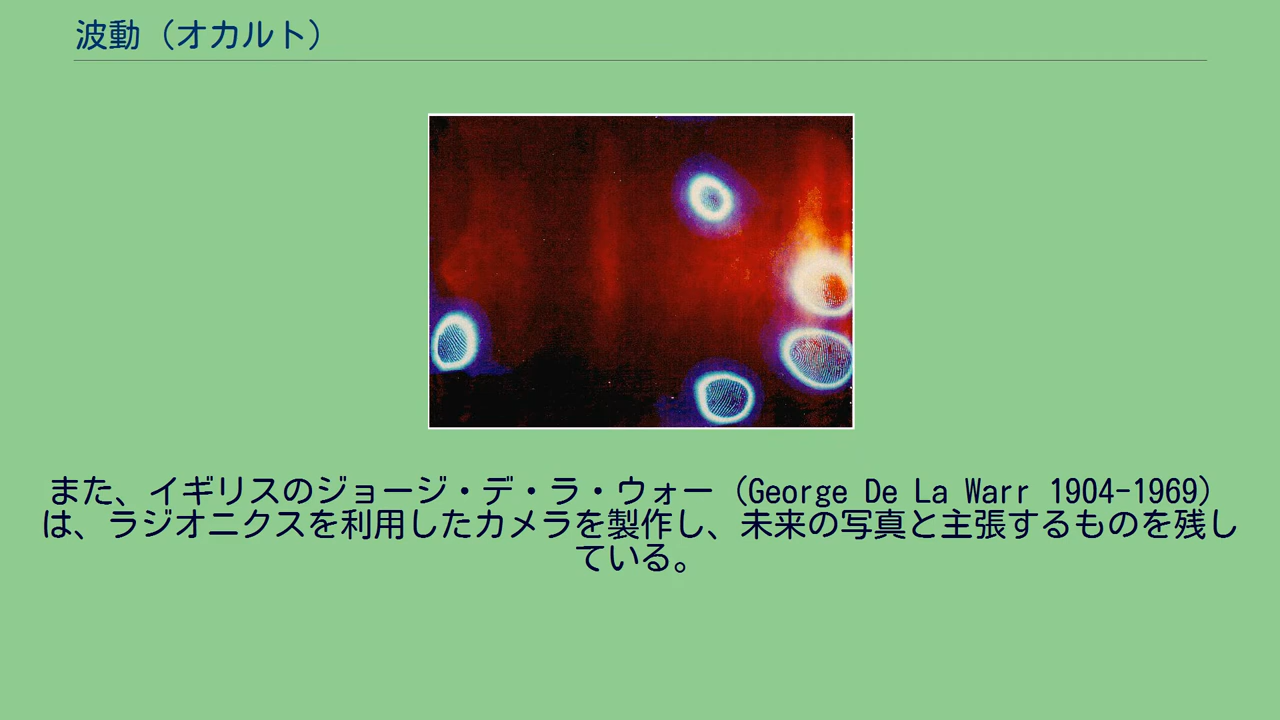 波動（オカルト）
また、イギリスのジョージ・デ・ラ・ウォー（George De La Warr 1904-1969）
は、ラジオニクスを利用したカメラを製作し、未来の写真と主張するものを残し
ている。